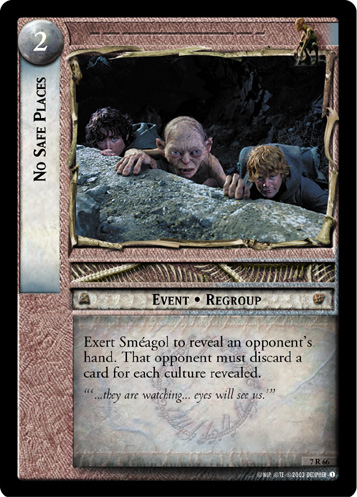 2
No Safe Places
Event • Regroup
Exert Sméagol to reveal an opponent's
hand. That opponent must discard a
card for each culture revealed.
"'...they are watching... eyes will see us.'"
7 R 66